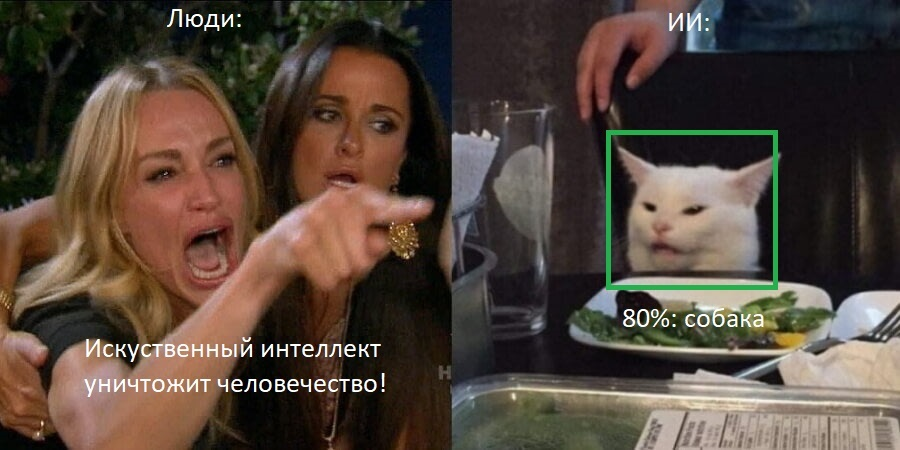 Люди:
ИИ:
80%: собака
Искуственный интеллект
уничтожит человечество!